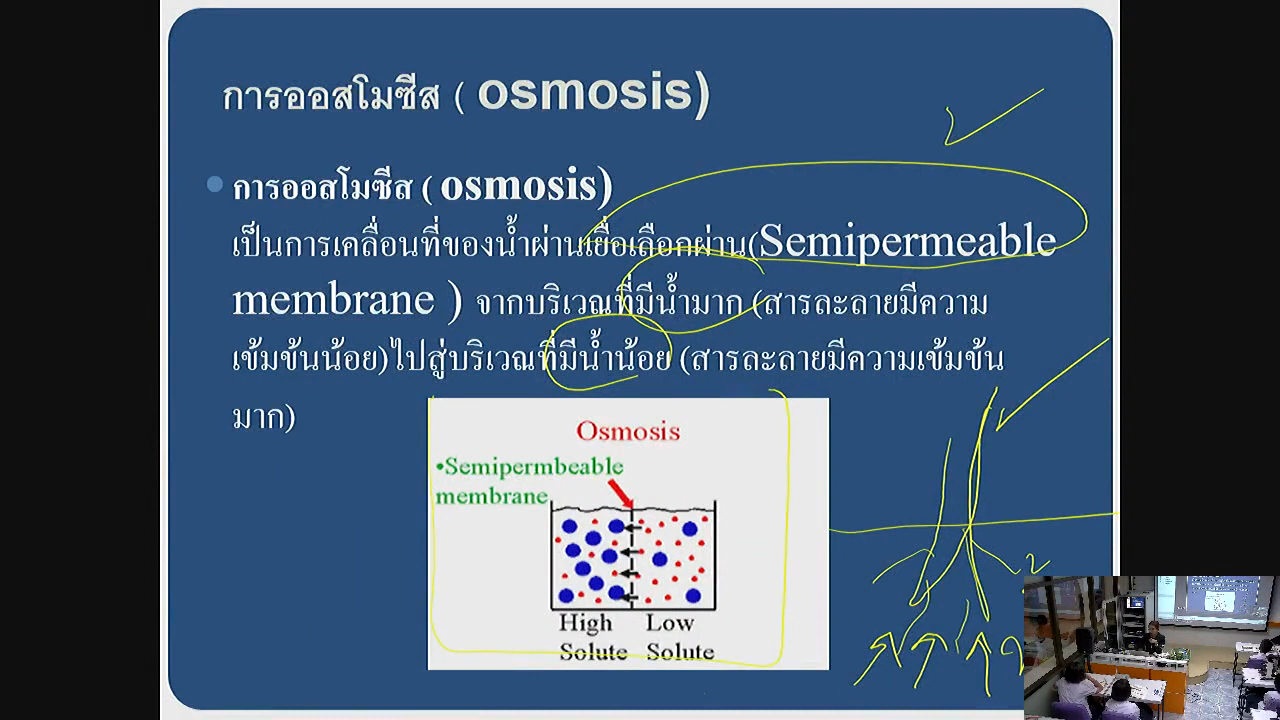 การออสโมซีส ( osmosis)
• การออสโมซีส ( osmosis)
เป็นการเคลื่อนที่ของน้ำผ่านเยื่อเลือกผ่าน(Semipermeable
membrane ) จากบริเวณที่มีน้ำมาก (สารละลายมีความ
เข้มข้นน้อย)ไปสู่บริเวณที่มีน้ำน้อย (สารละลายมีความเข้มข้น
มาก)
Osmosis
•Semipermbeable
membrane
High Low
Solute Solute